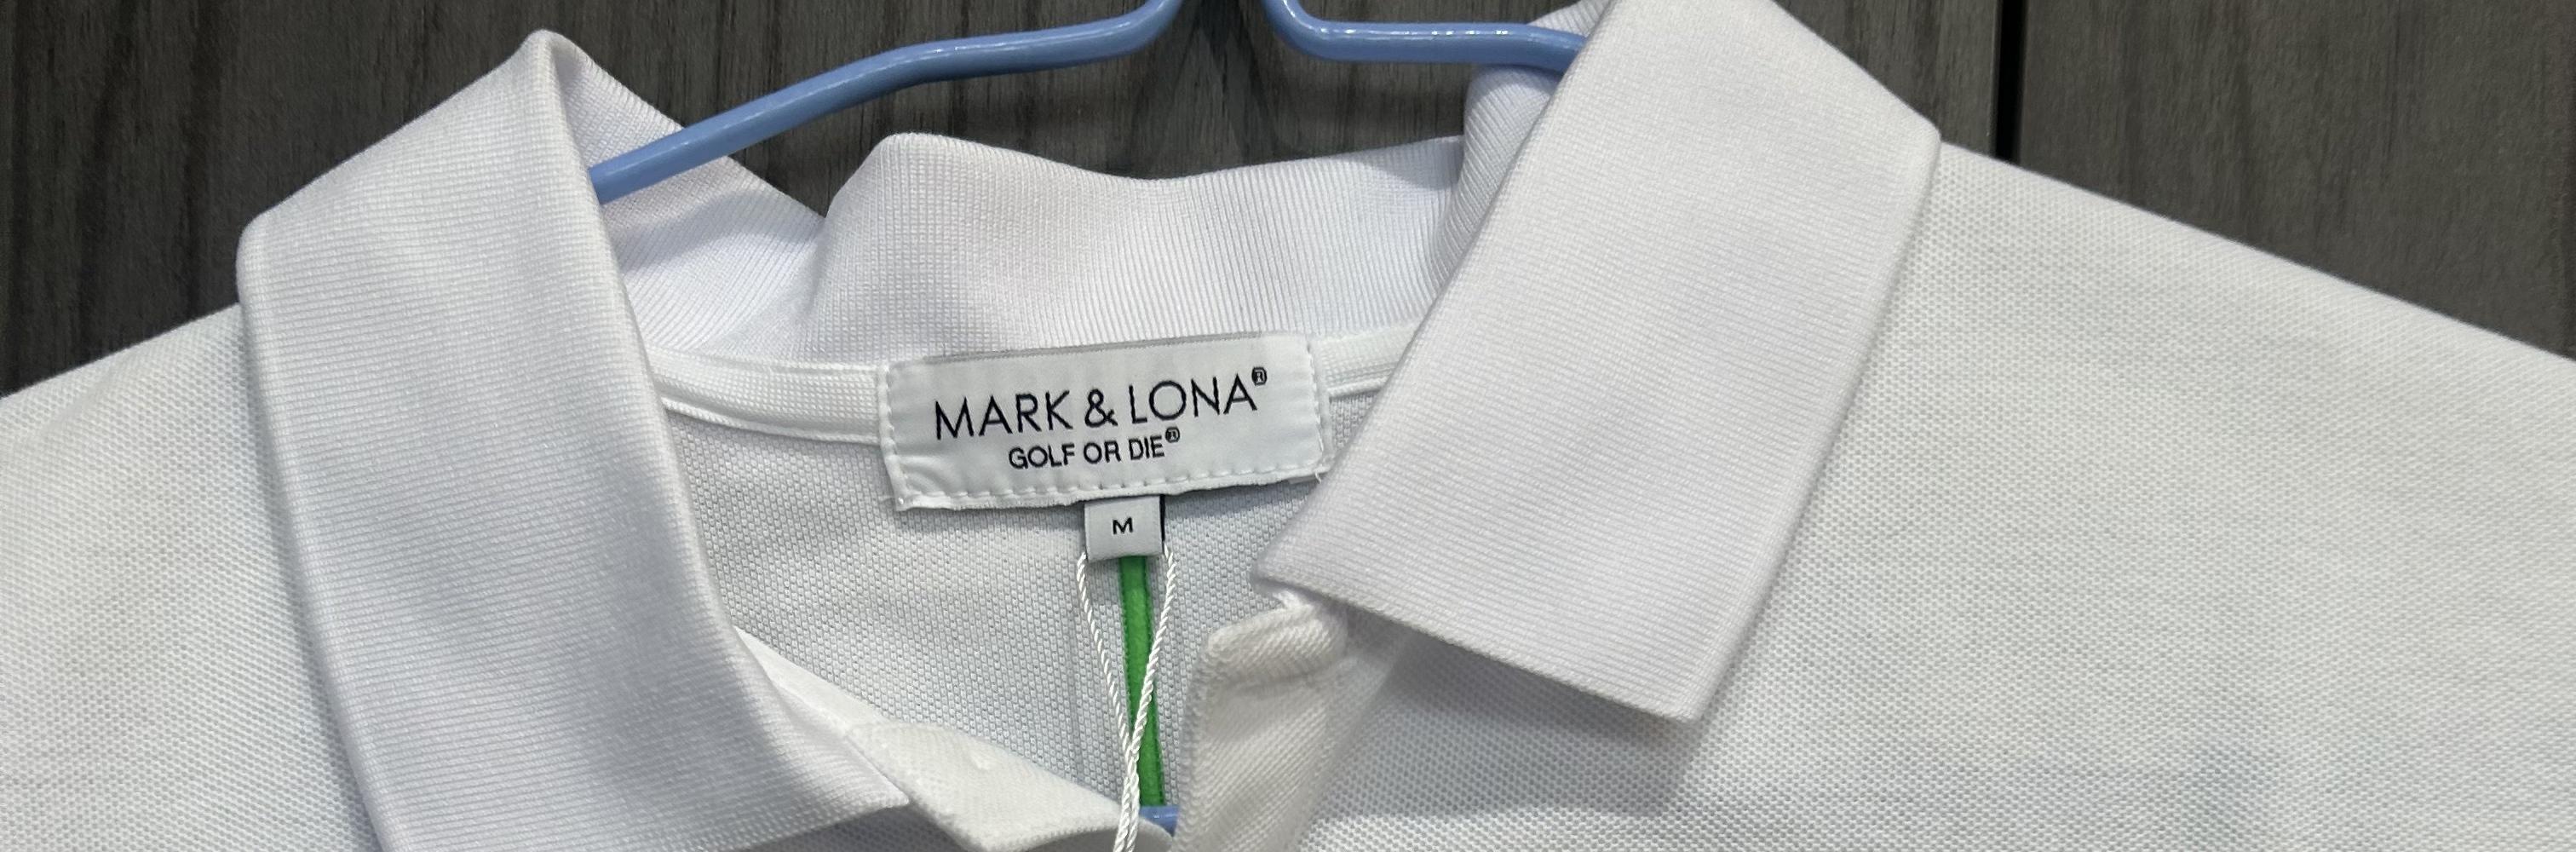 MARK & LONA®
GOLF OR DIE®
M